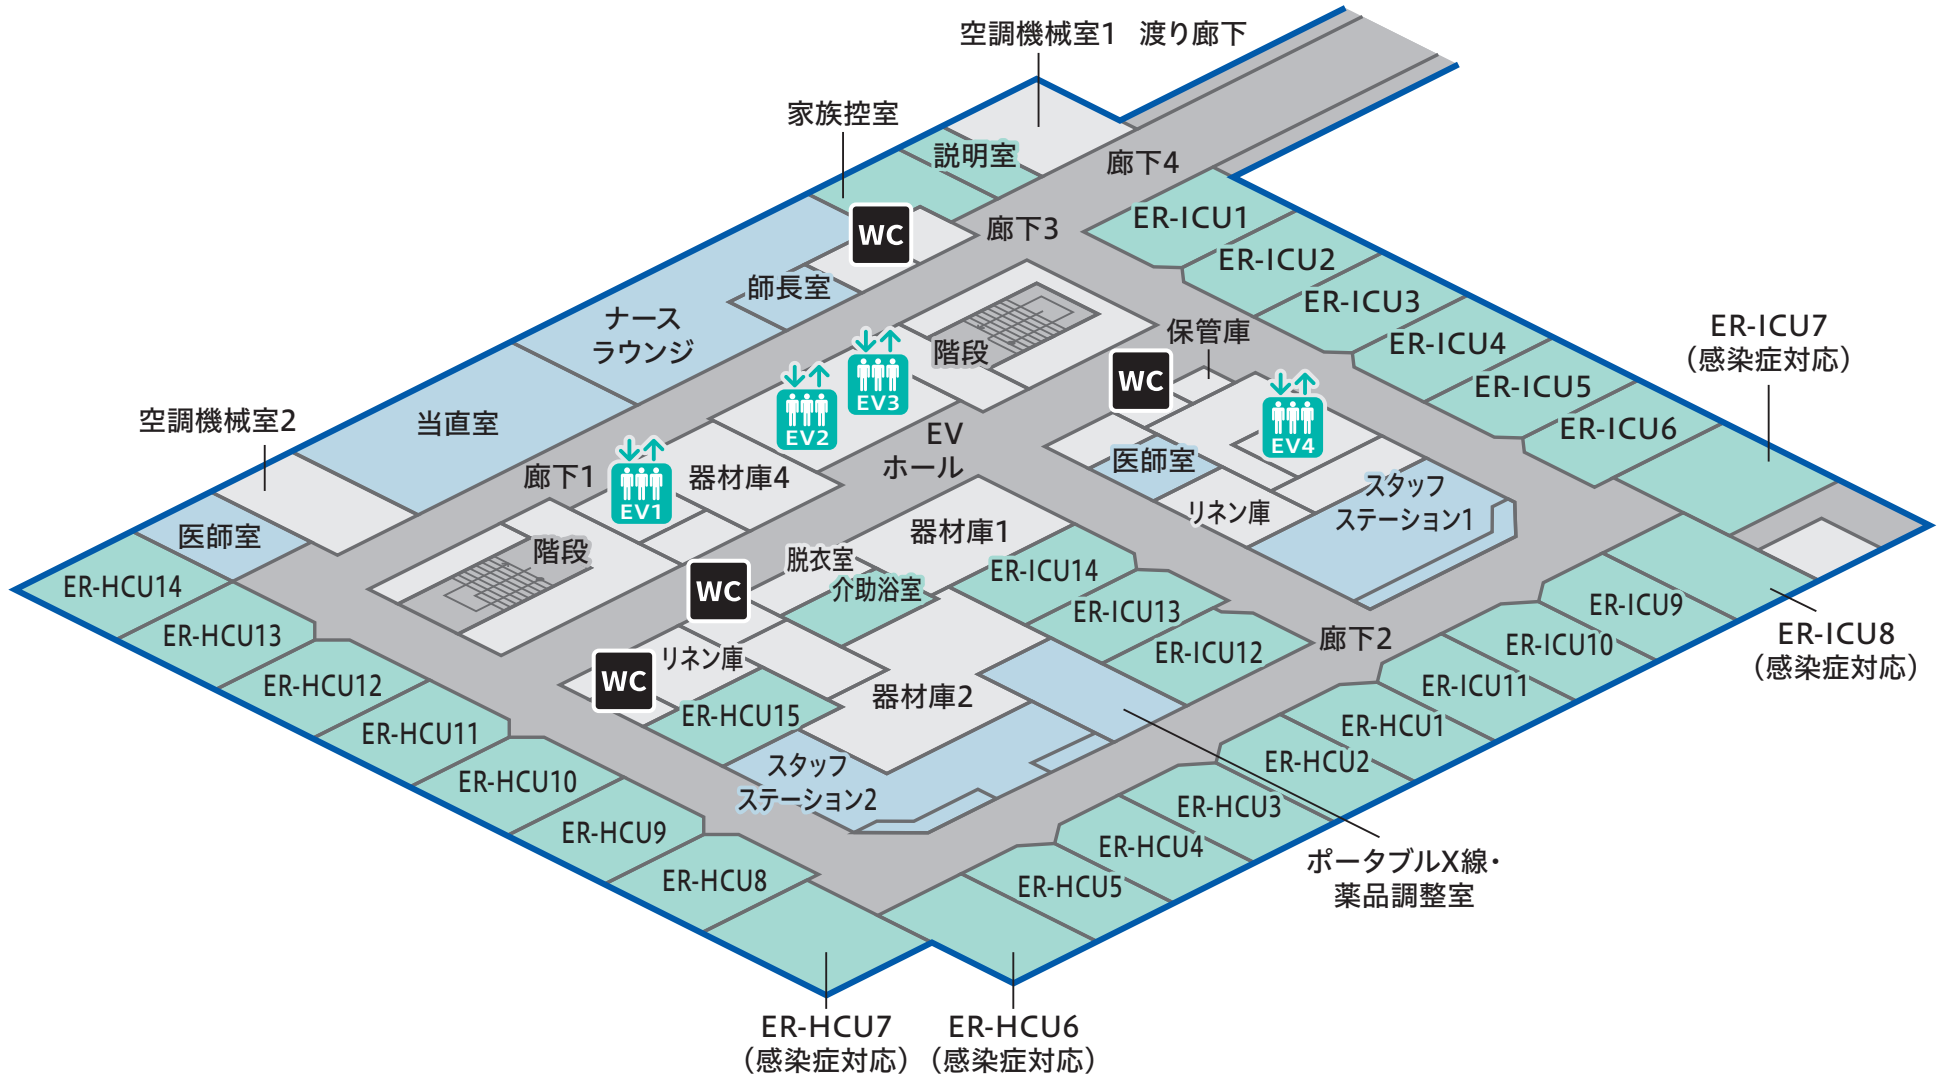 空調機械室1
渡り廊下
家族控室
説明室
廊下4
ER-ICU1
WC
廊下3
ER-ICU2
師長室
ER-ICU3
ナース
ラウンジ
階段
保管庫
ER-ICU4
ER-ICU7
(感染症対応)
EV3
WC
ER-ICU5
EV2
EV4
ER-ICU6
空調機械室2
当直室
EV
ホール
医師室
廊下1
EV1
器材庫4
リネン庫
スタッフ
ステーション1
医師室
階段
器材庫1
脱衣室
介助浴室
ER-ICU14
ER-HCU14
WC
ER-ICU13
ER-ICU9
ER-HCU13
リネン庫
ER-ICU12
廊下2
ER-ICU10
ER-ICU8
(感染症対応)
WC
ER-HCU12
ER-HCU15
器材庫2
ER-ICU11
ER-HCU11
ER-HCU1
ER-HCU10
スタッフ
ステーション2
ER-HCU2
ER-HCU9
ER-HCU3
ER-HCU8
ER-HCU4
ER-HCU5
ポータブルX線・
薬品調整室
ER-HCU7
(感染症対応)
ER-HCU6
(感染症対応)